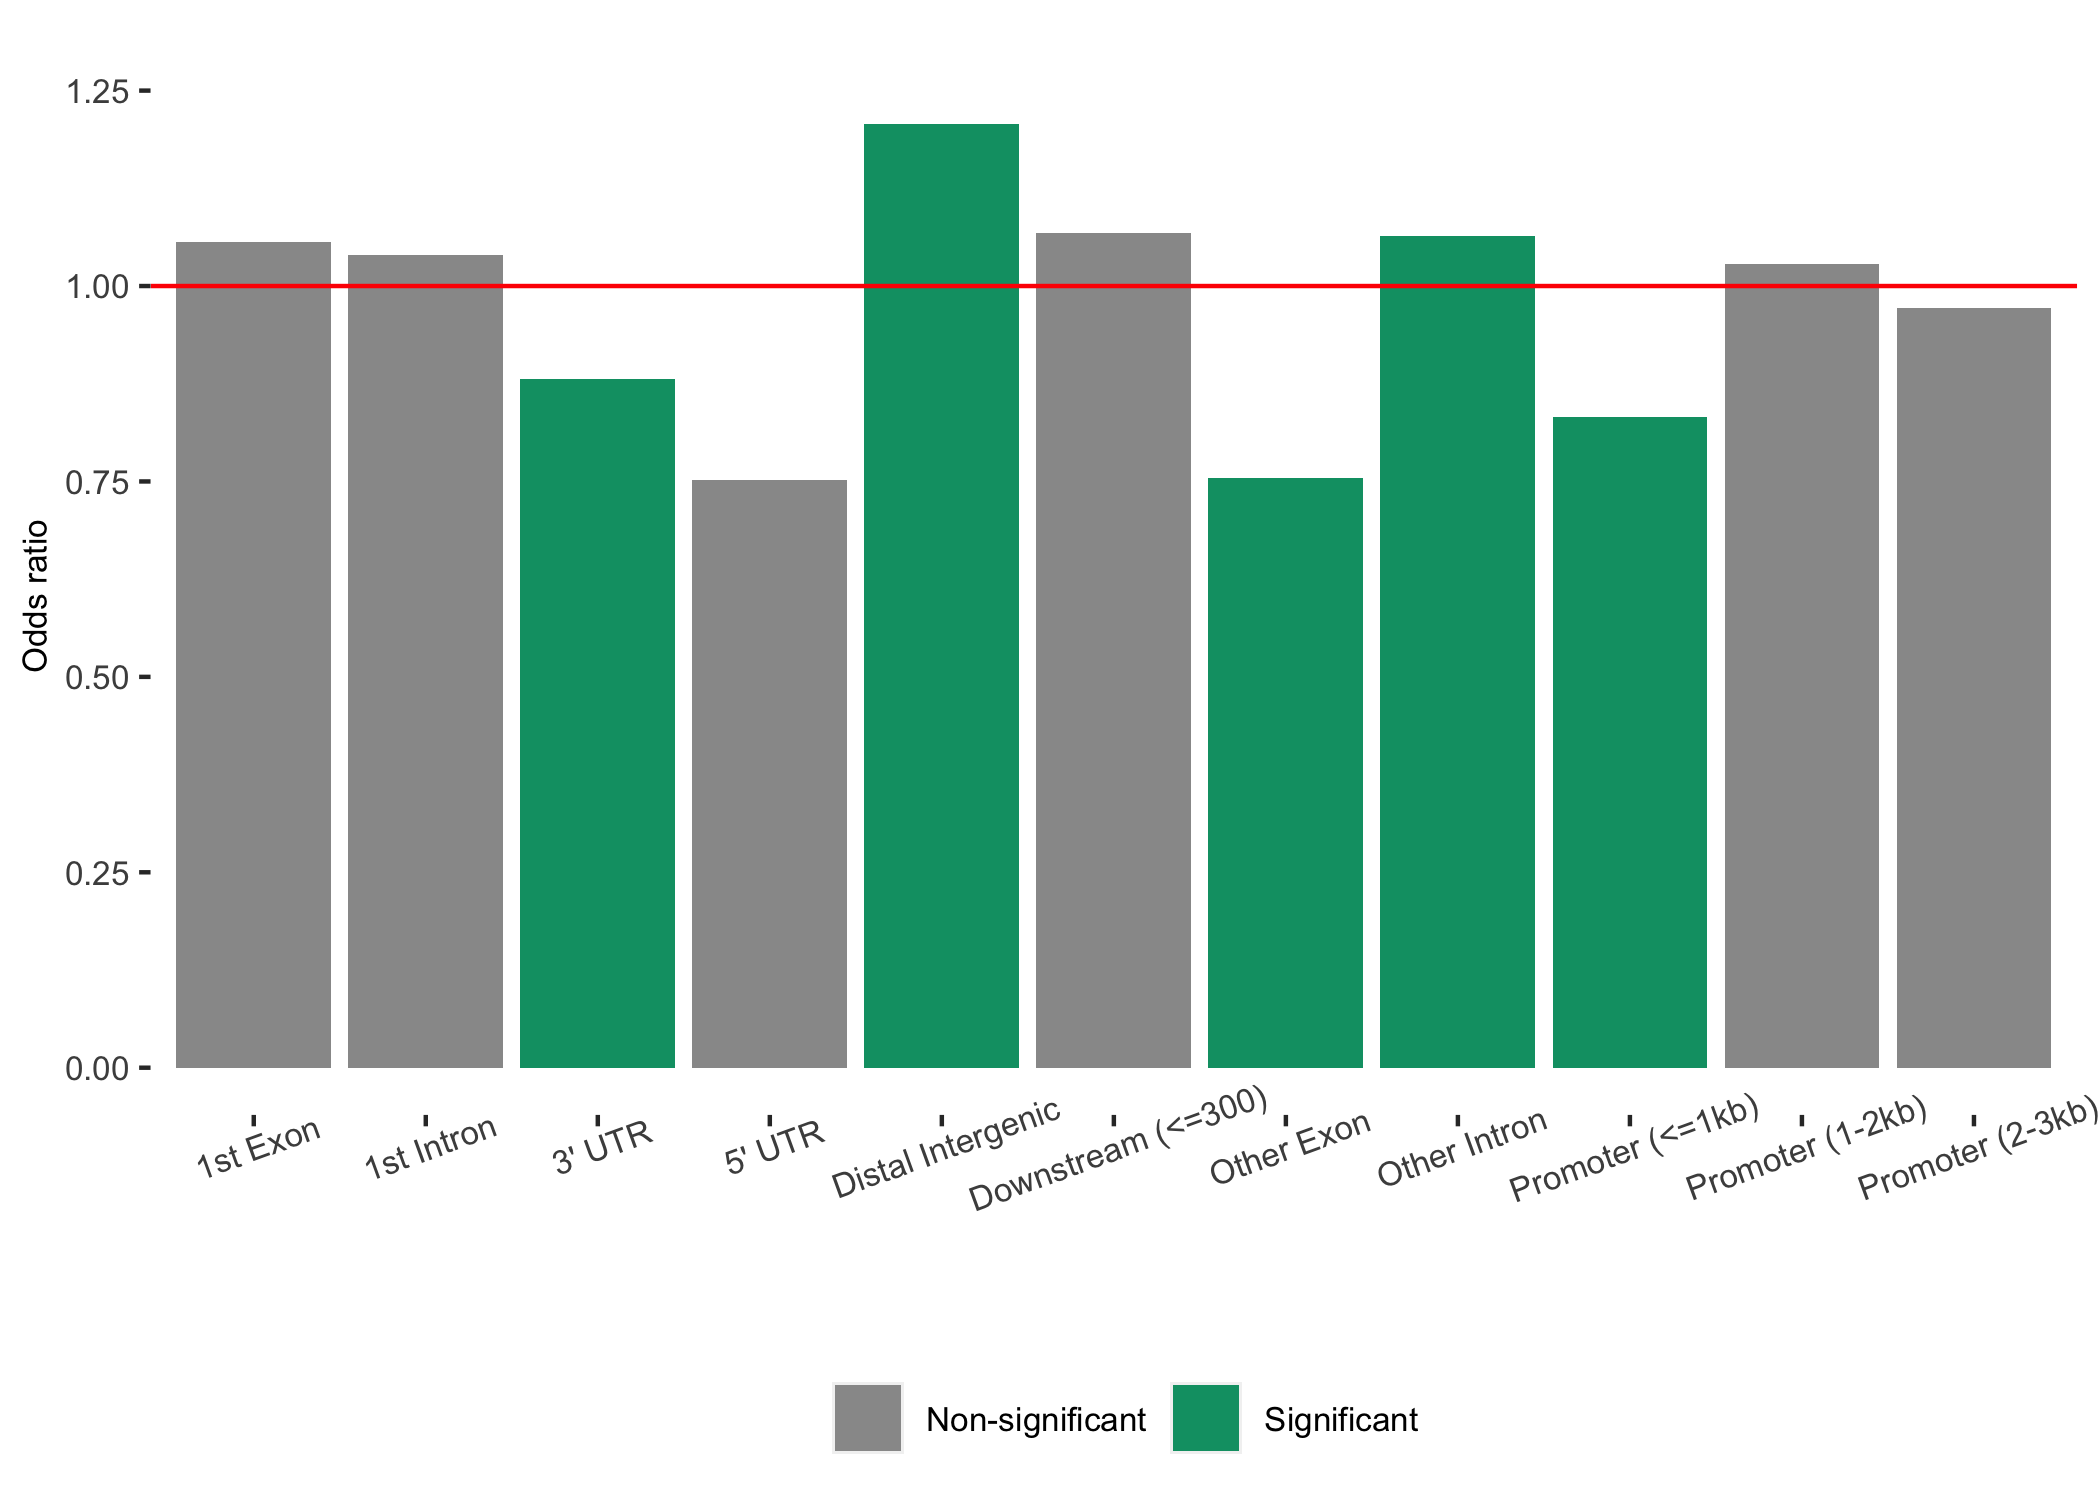 1.25
1.00
0.75
0.50
0.25
0.00
Odds ratio
1st Exon
1st Intron
3' UTR
5' UTR
Distal Intergenic
Downstream (<=300)
Other Exon
Other Intron
Promoter (<=1kb)
Promoter (1-2kb)
Promoter (2-3kb)
Non-significant
Significant